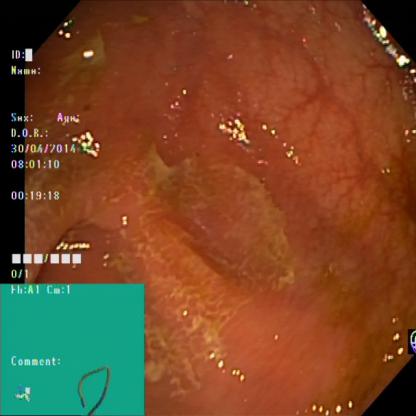 ID:
Name:
Sex: Age:
D.O.B.:
30/04/2014
08:01:10
00:19:18
0/1
Eh:A1 Cm:1
Comment: